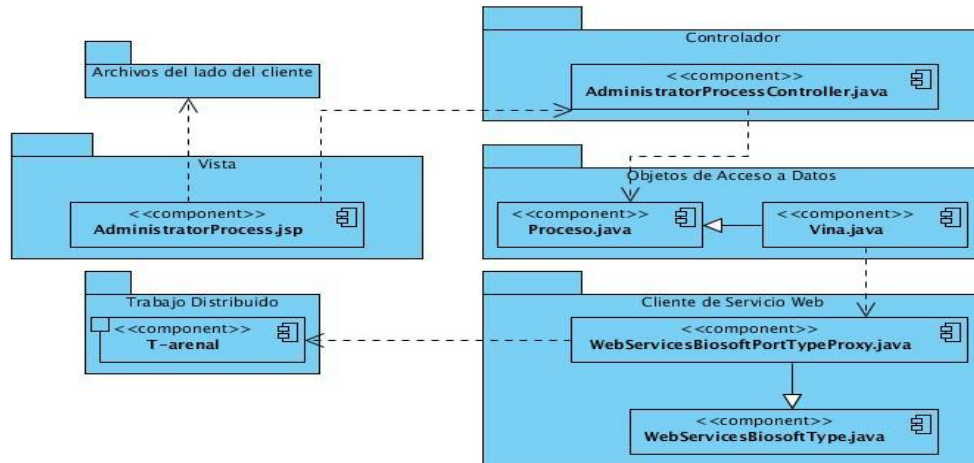 Archivos del lado del cliente
Controlador
<<component>>
AdministratorProcessController.java
Vista
<<component>>
AdministratorProcess.jsp
Objetos de Acceso a Datos
<<component>>
Proceso.java
<<component>>
Vina.java
Trabajo Distribuido
<<component>>
T-arenal
Cliente de Servicio Web
<<component>>
WebServicesBiosoftPortTypeProxy.java
<<component>>
WebServicesBiosoftType.java